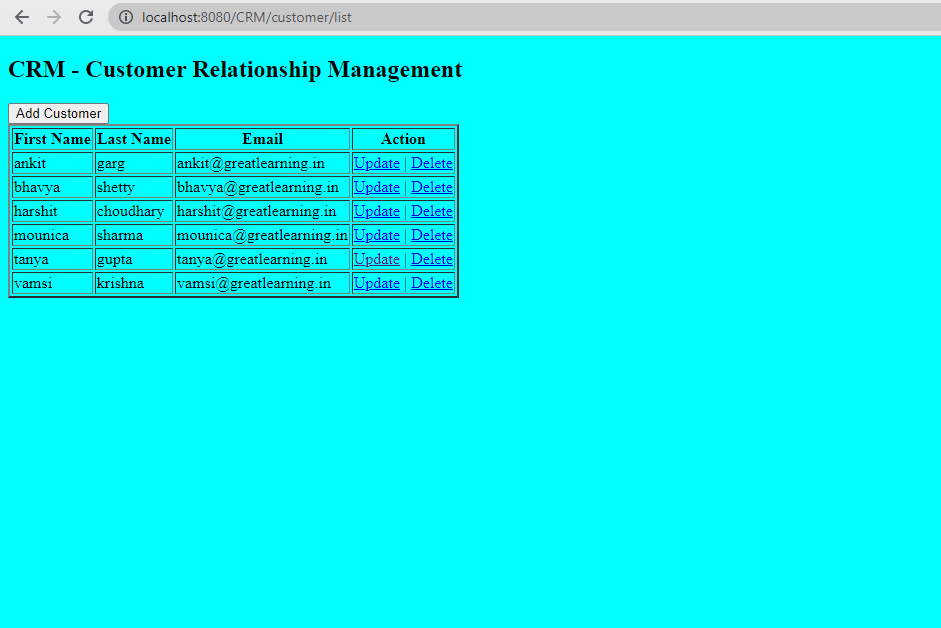 localhost:8080/CRM/customer/list
CRM - Customer Relationship Management
Add Customer
First Name Last Name Email Action
ankit garg ankit@greatlearning.in Update | Delete
bhavya shetty bhavya@greatlearning.in Update | Delete
harshit choudhary harshit@greatlearning.in Update | Delete
mounica sharma mounica@greatlearning.in Update | Delete
tanya gupta tanya@greatlearning.in Update | Delete
vamsi krishna vamsi@greatlearning.in Update | Delete